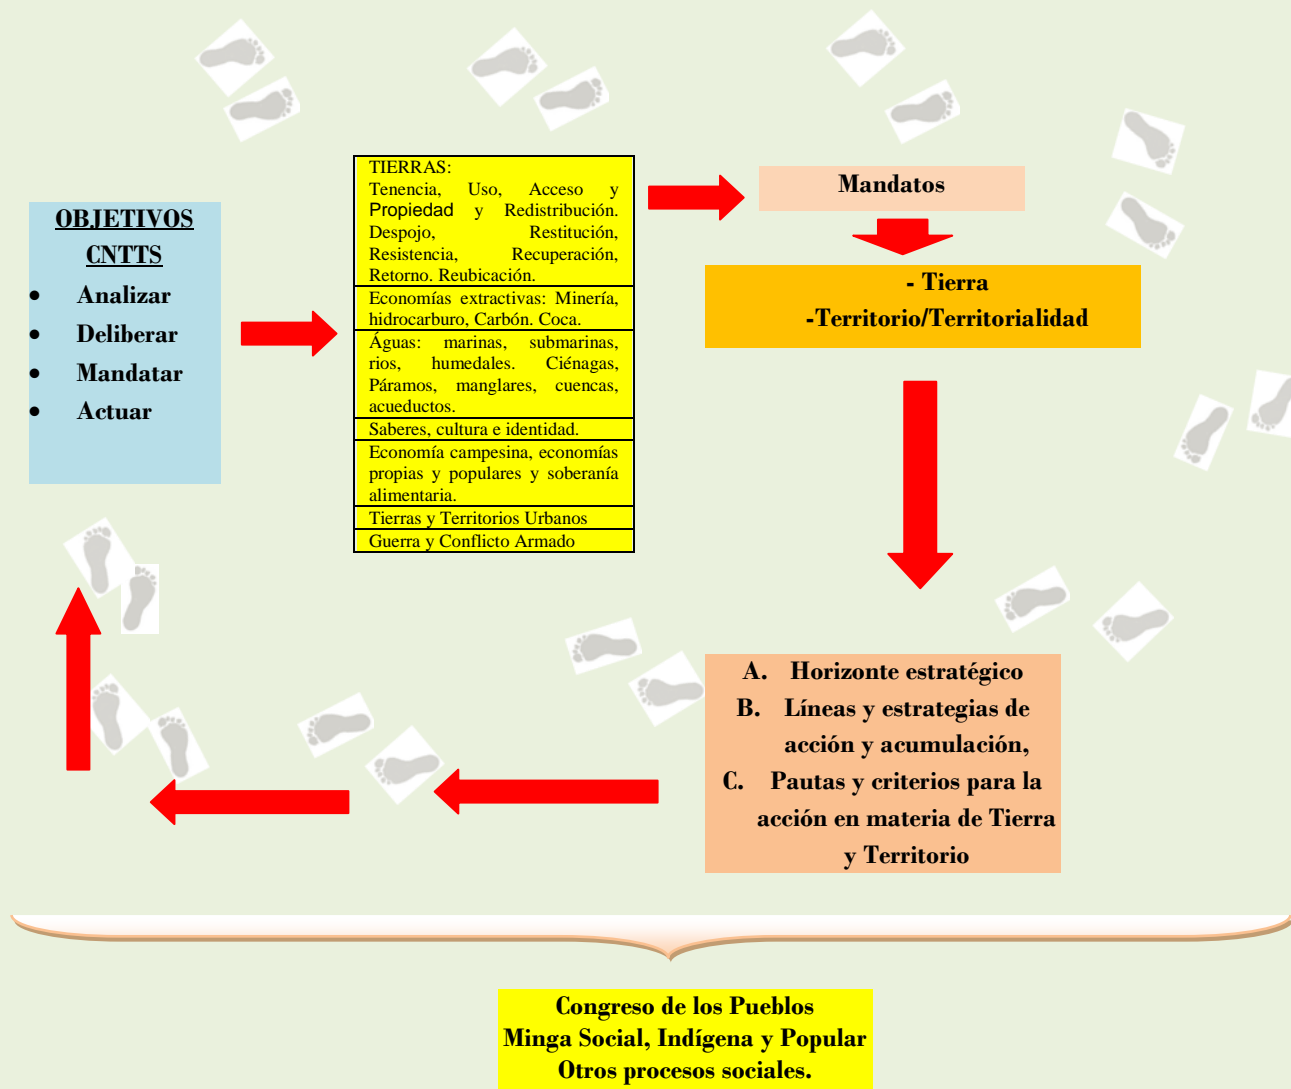 OBJETIVOS
CNTTS
• Analizar
• Deliberar
• Mandatar
• Actuar
TIERRAS:
Tenencia, Uso, Acceso y
Propiedad y Redistribución.
Despojo, Restitución,
Resistencia, Recuperación,
Retorno. Reubicación.
Economías extractivas: Minería,
hidrocarburo, Carbón. Coca.
Águas: marinas, submarinas,
rios, humedales. Ciénagas,
Páramos, manglares, cuencas,
acueductos.
Saberes, cultura e identidad.
Economía campesina, economías
propias y populares y soberanía
alimentaria.
Tierras y Territorios Urbanos
Guerra y Conflicto Armado
Mandatos
- Tierra
-Territorio/Territorialidad
A. Horizonte estratégico
B. Líneas y estrategias de
acción y acumulación,
C. Pautas y criterios para la
acción en materia de Tierra
y Territorio
Congreso de los Pueblos
Minga Social, Indígena y Popular
Otros procesos sociales.